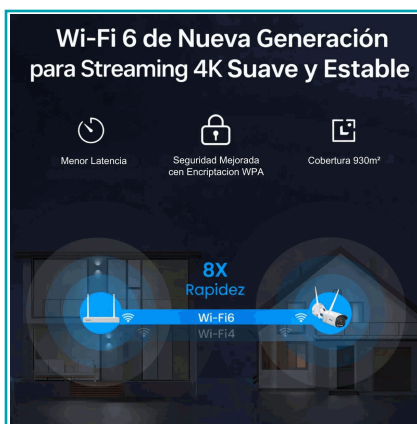 Wi-Fi 6 de Nueva Generación
para Streaming 4K Suave y Estable
Menor Latencia
Seguridad Mejorada
cen Encriptacion WPA
Cobertura 930m²
8X
Rapidez
Wi-Fi6
Wi-Fi4